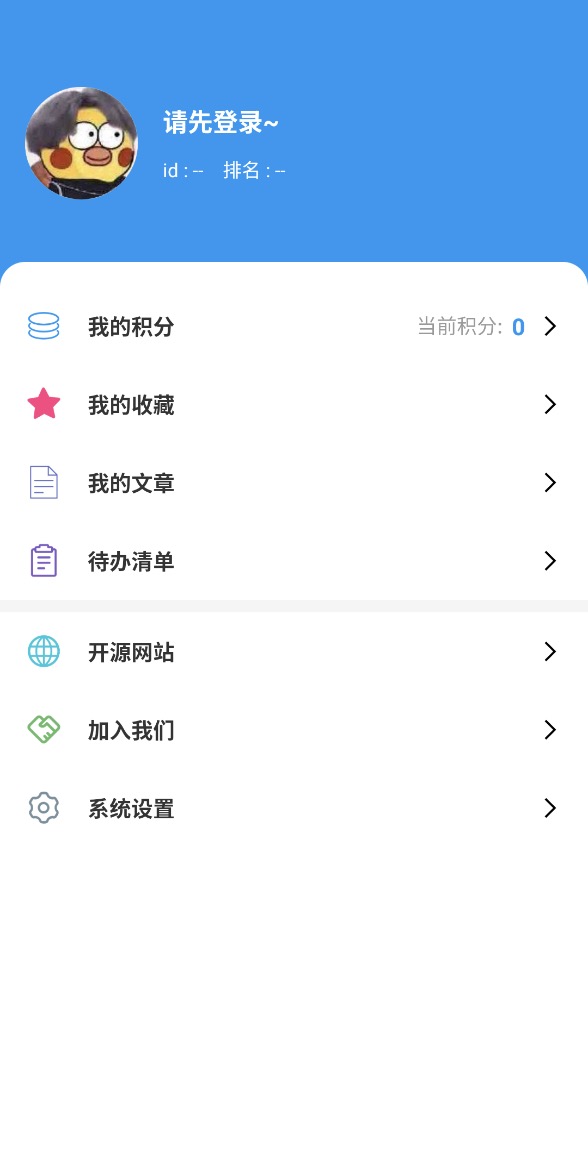 请先登录~
id : -- 排名 : --
我的积分 当前积分: 0
我的收藏
我的文章
待办清单
开源网站
加入我们
系统设置